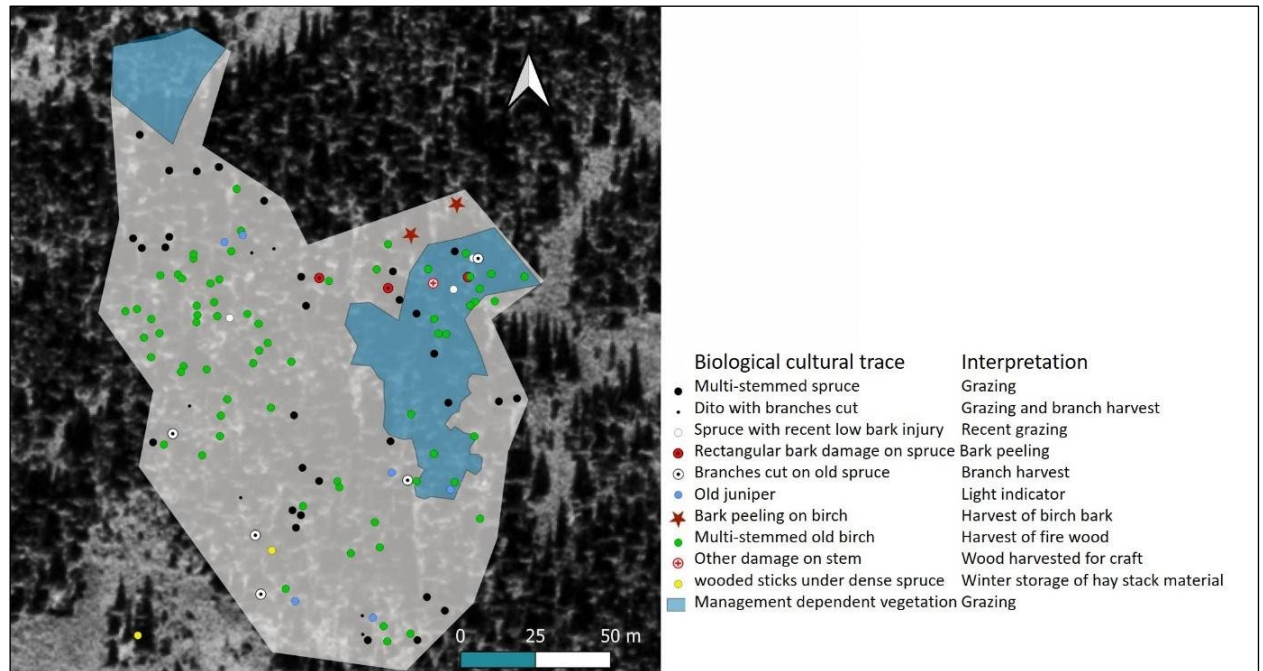 Biological cultural trace Interpretation
Multi-stemmed spruce Grazing
Dito with branches cut Grazing and branch harvest
Spruce with recent low bark injury Recent grazing
Rectangular bark damage on spruce Bark peeling
Branches cut on old spruce Branch harvest
Old juniper Light indicator
Bark peeling on birch Harvest of birch bark
Multi-stemmed old birch Harvest of fire wood
Other damage on stem Wood harvested for craft
wooded sticks under dense spruce Winter storage of hay stack material
Management dependent vegetation Grazing
0 25 50 m